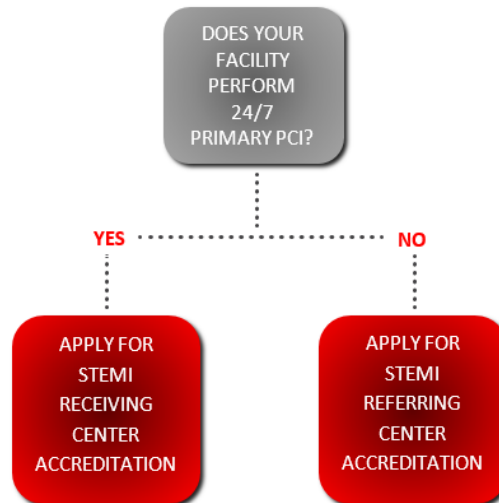 DOES YOUR
FACILITY
PERFORM
24/7
PRIMARY PCI?
YES
NO
APPLY FOR
STEMI
RECEIVING
CENTER
ACCREDITATION
APPLY FOR
STEMI
REFERRING
CENTER
ACCREDITATION